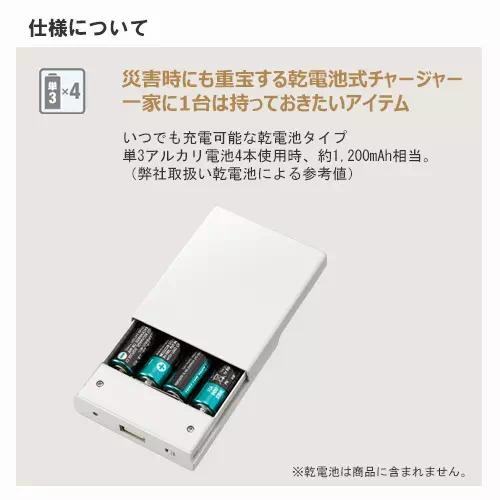 仕様について
単3×4
災害時にも重宝する乾電池式チャージャー
一家に1台は持っておきたいアイテム
いつでも充電可能な乾電池タイプ
単3アルカリ電池4本使用時、約1,200mAh相当。
（弊社取扱い乾電池による参考値）
※乾電池は商品に含まれません。